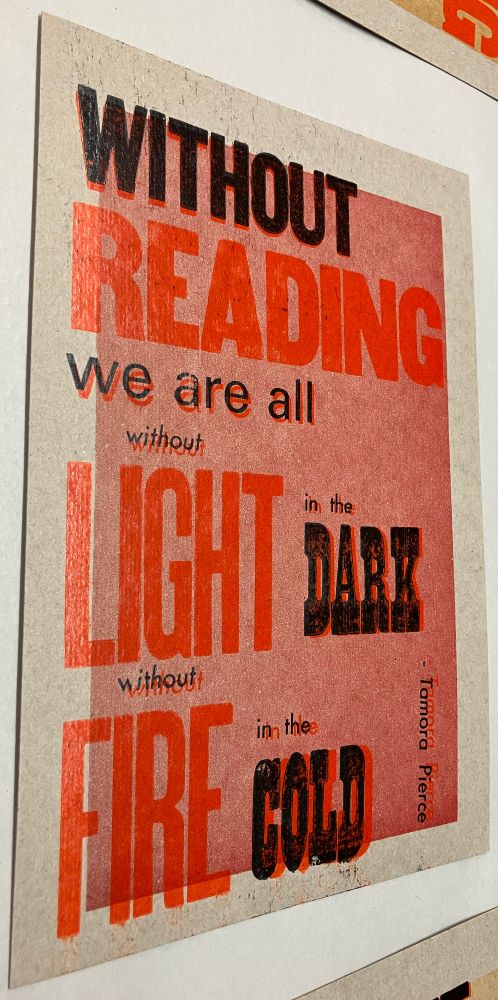 WITHOUT
READING
we are all
without
LIGHT in the DARK
without
FIRE in the COLD
- Tamora Pierce